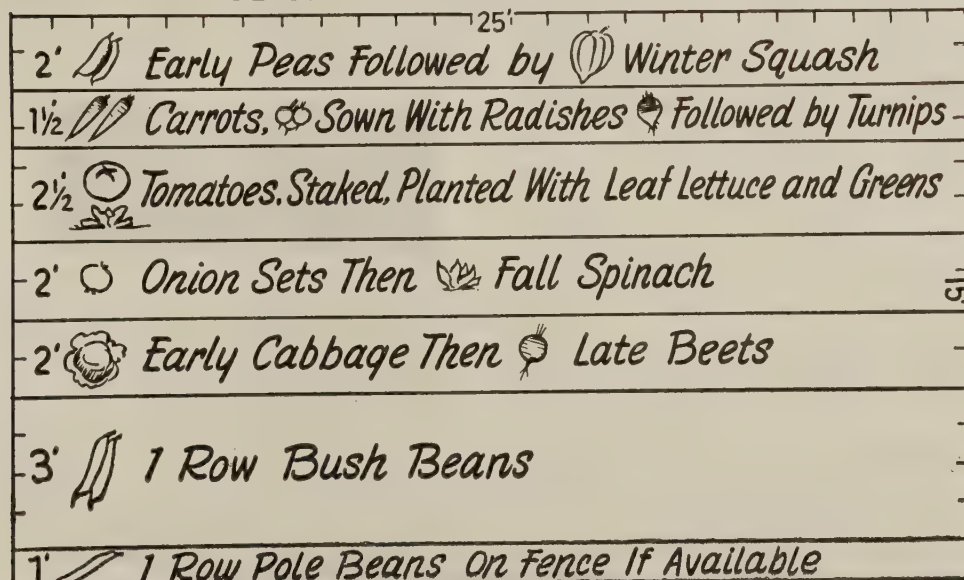 25'
2' Early Peas Followed by Winter Squash
1½' Carrots, Sown With Radishes Followed by Turnips
2½' Tomatoes. Staked, Planted With Leaf lettuce and Greens
2' Onion Sets Then Fall Spinach
15'
2' Early Cabbage Then Late Beets
3' 1 Row Bush Beans
1' 1 Row Pole Beans On Fence If Available